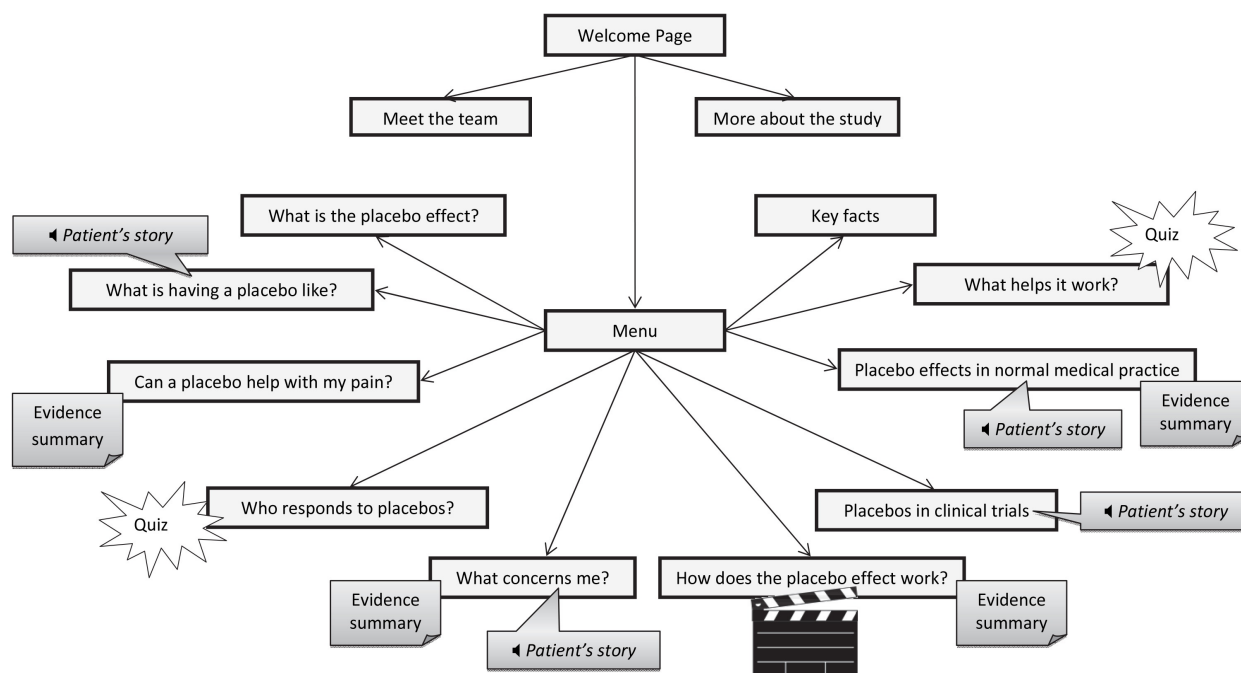 Welcome Page
Meet the team
More about the study
What is the placebo effect?
Key facts
Patient's story
Quiz
What is having a placebo like?
What helps it work?
Menu
Can a placebo help with my pain?
Placebo effects in normal medical practice
Evidence
summary
Patient's story
Evidence
summary
Who responds to placebos?
Quiz
Placebos in clinical trials
Patient's story
What concerns me?
How does the placebo effect work?
Evidence
summary
Patient's story
Evidence
summary